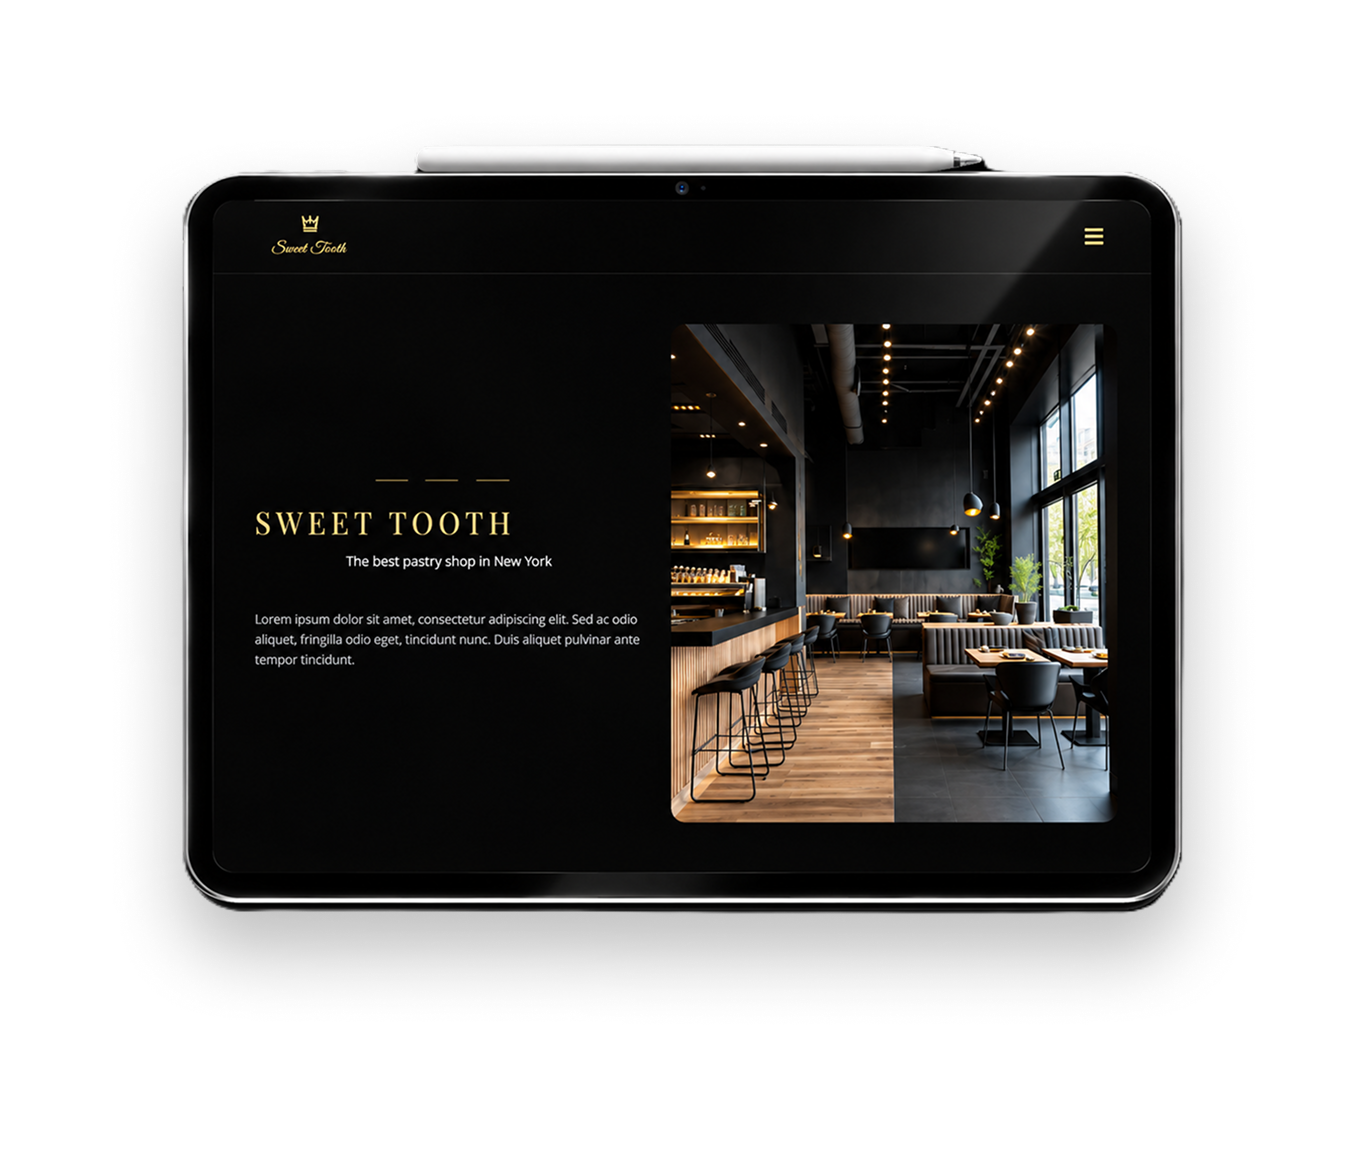 Sweet Tooth
SWEET TOOTH
The best pastry shop in New York
Lorem ipsum dolor sit amet, consectetur adipiscing elit. Sed ac odio
aliquet, fringilla odio eget, tincidunt nunc. Duis aliquet pulvinar ante
tempor tincidunt.